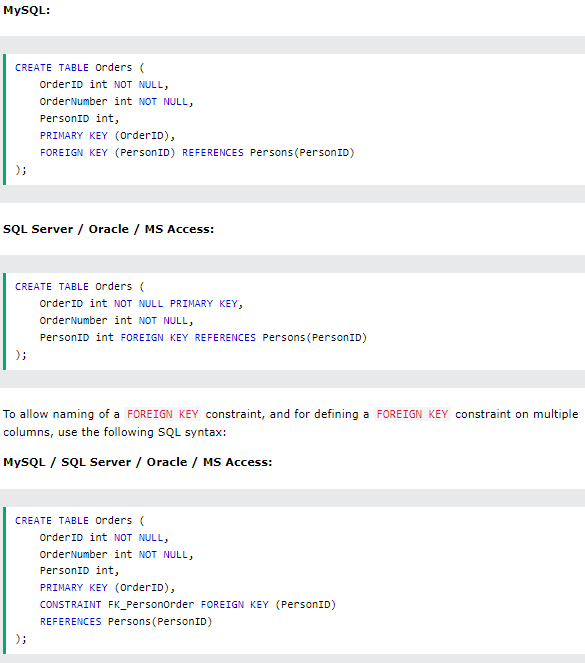 MySQL:
CREATE TABLE Orders (
    OrderID int NOT NULL,
    OrderNumber int NOT NULL,
    PersonID int,
    PRIMARY KEY (OrderID),
    FOREIGN KEY (PersonID) REFERENCES Persons(PersonID)
);
SQL Server / Oracle / MS Access:
CREATE TABLE Orders (
    OrderID int NOT NULL PRIMARY KEY,
    OrderNumber int NOT NULL,
    PersonID int FOREIGN KEY REFERENCES Persons(PersonID)
);
To allow naming of a FOREIGN KEY constraint, and for defining a FOREIGN KEY constraint on multiple
columns, use the following SQL syntax:
MySQL / SQL Server / Oracle / MS Access:
CREATE TABLE Orders (
    OrderID int NOT NULL,
    OrderNumber int NOT NULL,
    PersonID int,
    PRIMARY KEY (OrderID),
    CONSTRAINT FK_PersonOrder FOREIGN KEY (PersonID)
    REFERENCES Persons(PersonID)
);